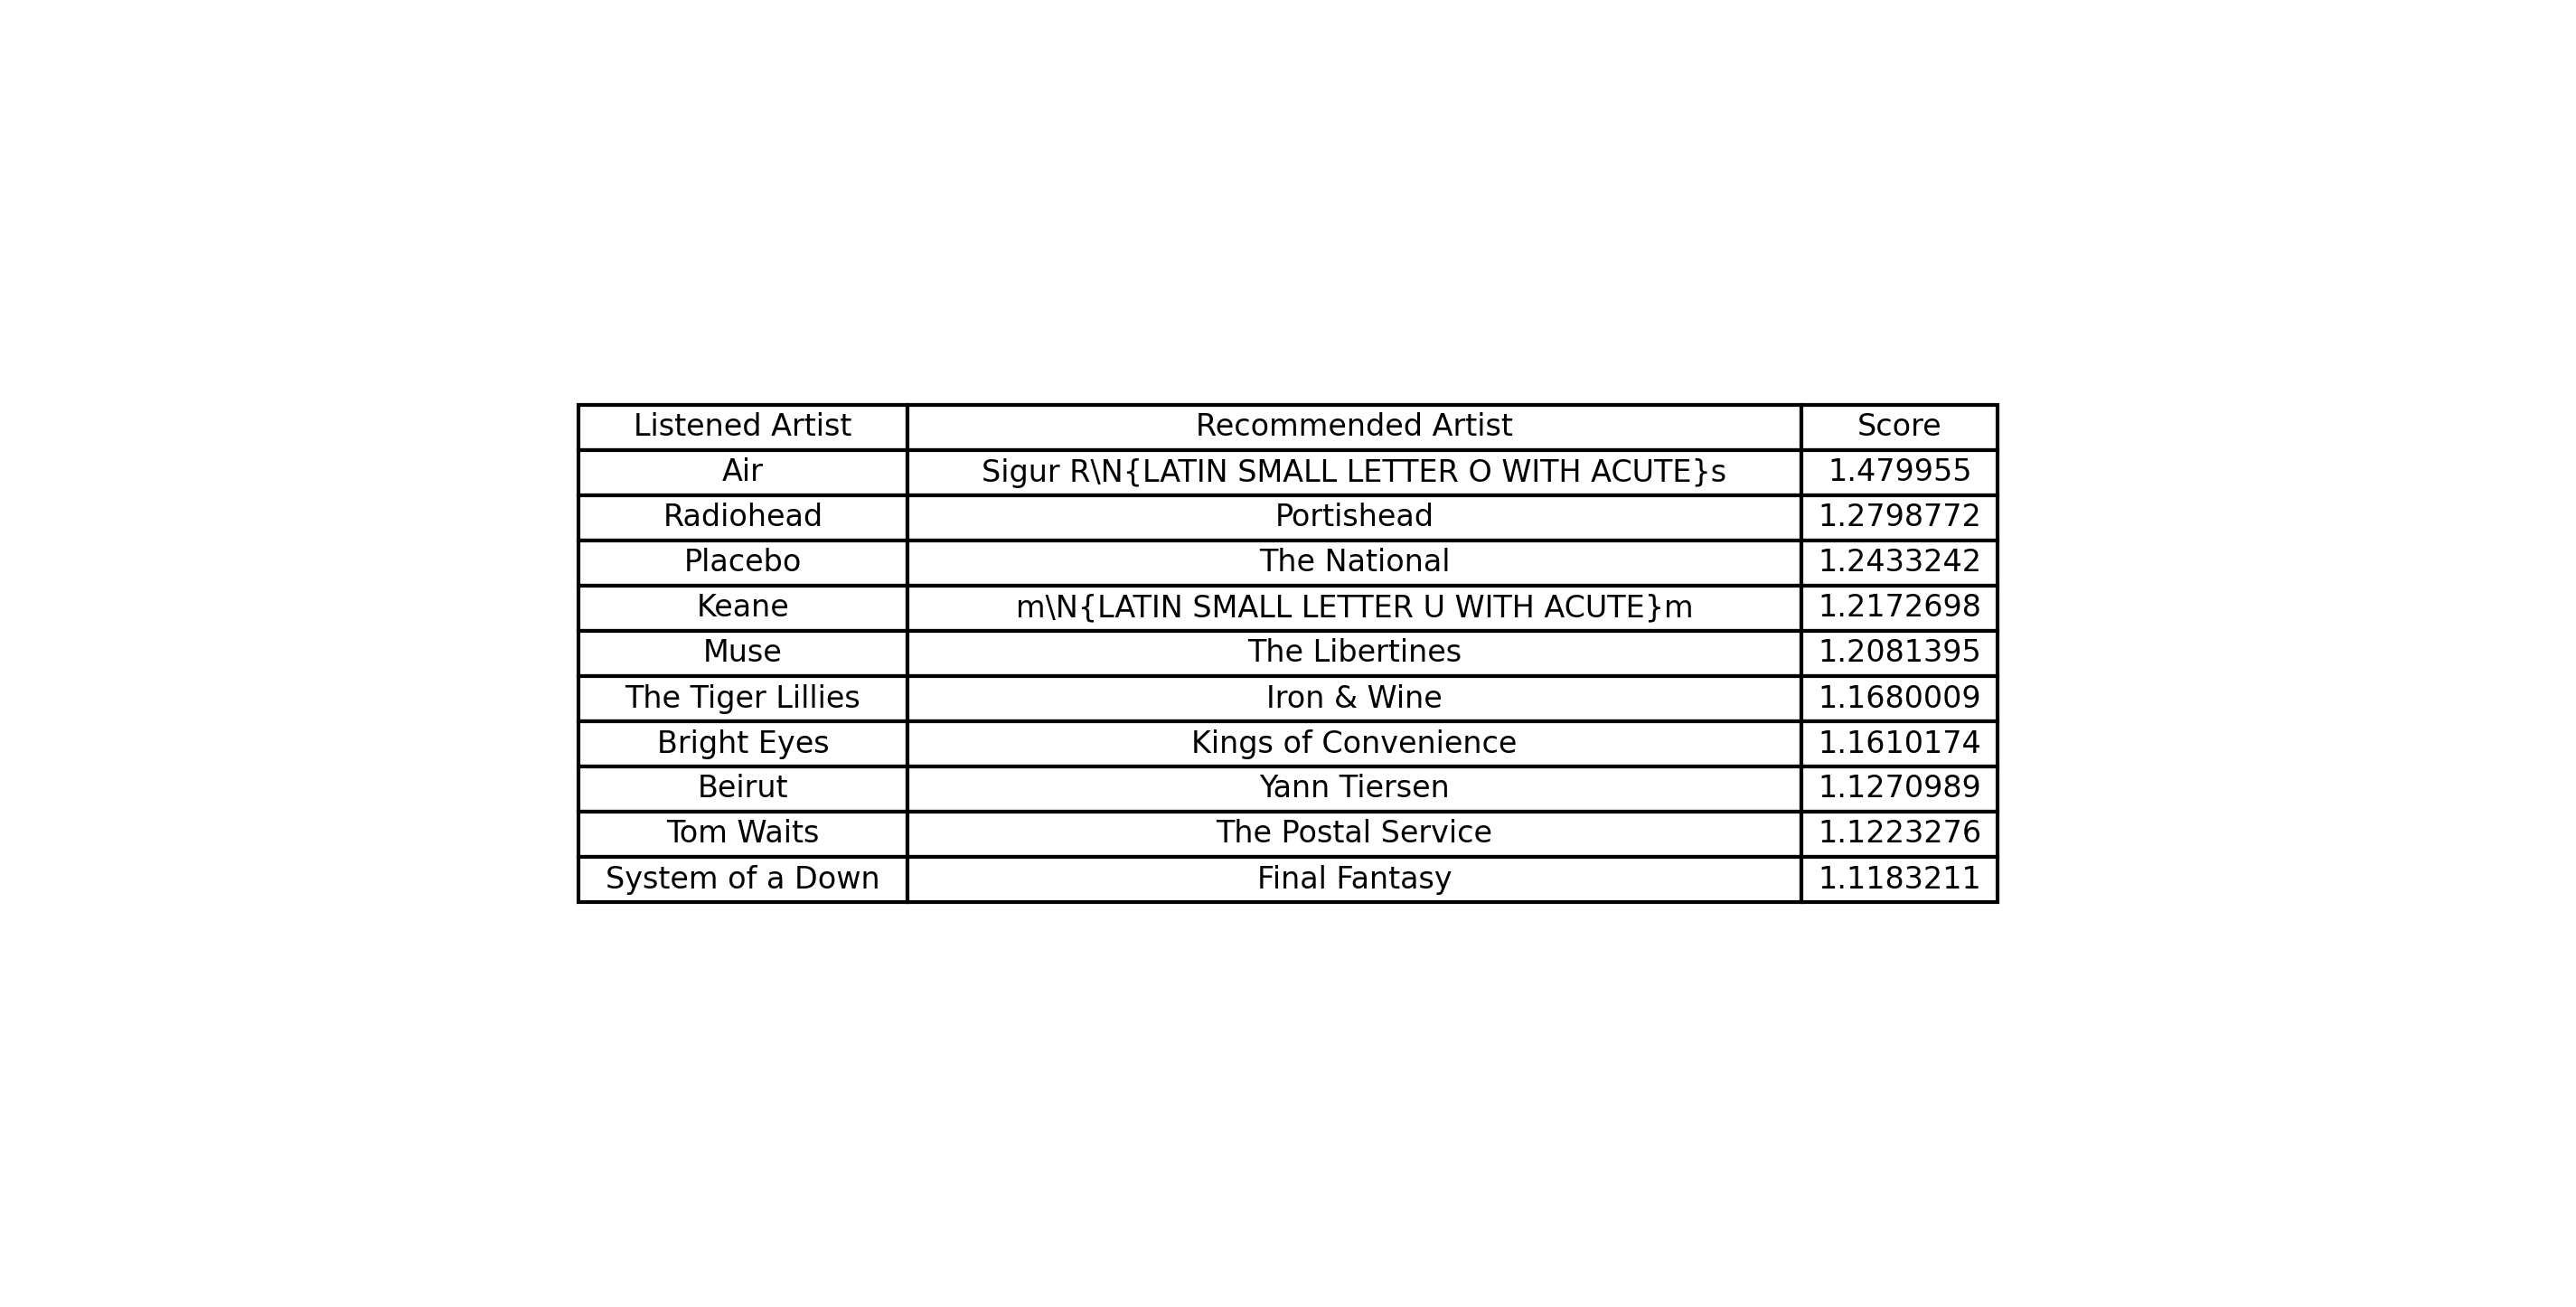 Listened Artist Recommended Artist Score
Air Sigur R\N{LATIN SMALL LETTER O WITH ACUTE}s 1.479955
Radiohead Portishead 1.2798772
Placebo The National 1.2433242
Keane m\N{LATIN SMALL LETTER U WITH ACUTE}m 1.2172698
Muse The Libertines 1.2081395
The Tiger Lillies Iron & Wine 1.1680009
Bright Eyes Kings of Convenience 1.1610174
Beirut Yann Tiersen 1.1270989
Tom Waits The Postal Service 1.1223276
System of a Down Final Fantasy 1.1183211